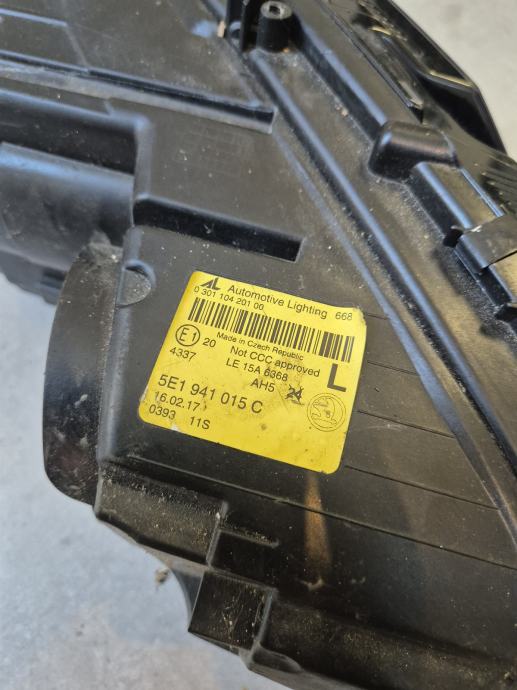 AL Automotive Lighting 668
0 301 104 201 00
Made in Czech Republic
E1 20 Not CCC approved
4337 LE 15A 6368 L
AH5
5E1 941 015 C
16.02.17
0393 11S